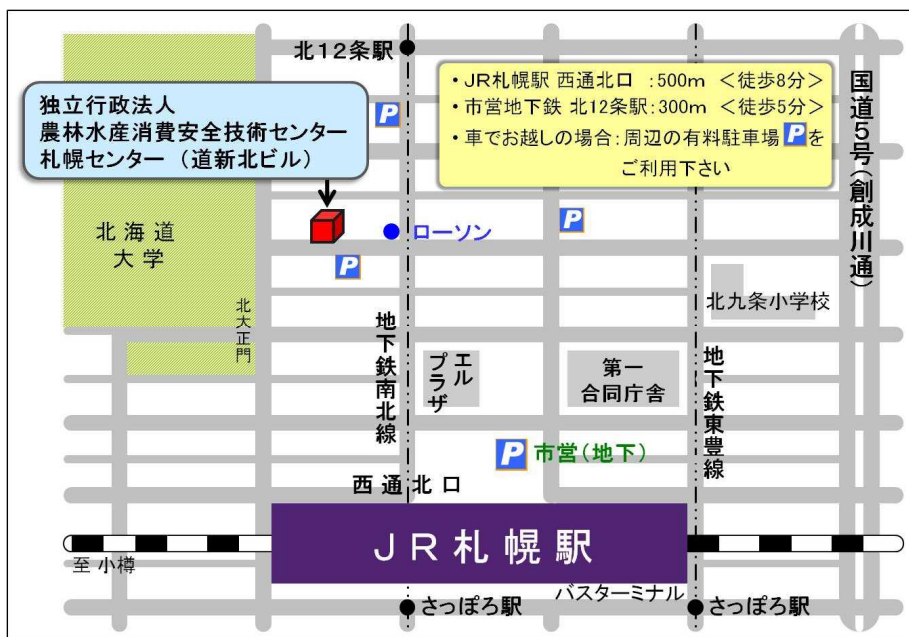 北12条駅
独立行政法人
農林水産消費安全技術センター
札幌センター (道新北ビル)
・JR札幌駅 西通北口 :500m <徒歩8分>
・市営地下鉄 北12条駅:300m <徒歩5分>
・車でお越しの場合:周辺の有料駐車場Pを
ご利用下さい
国道5号(創成川通)
P
P
ローソン
P
北海道
大学
北九条小学校
北大正門
地下鉄南北線
エル
プラザ
第一
合同庁舎
地下鉄東豊線
P 市営(地下)
西通北口
JR札幌駅
至 小樽
バスターミナル
さっぽろ駅
さっぽろ駅